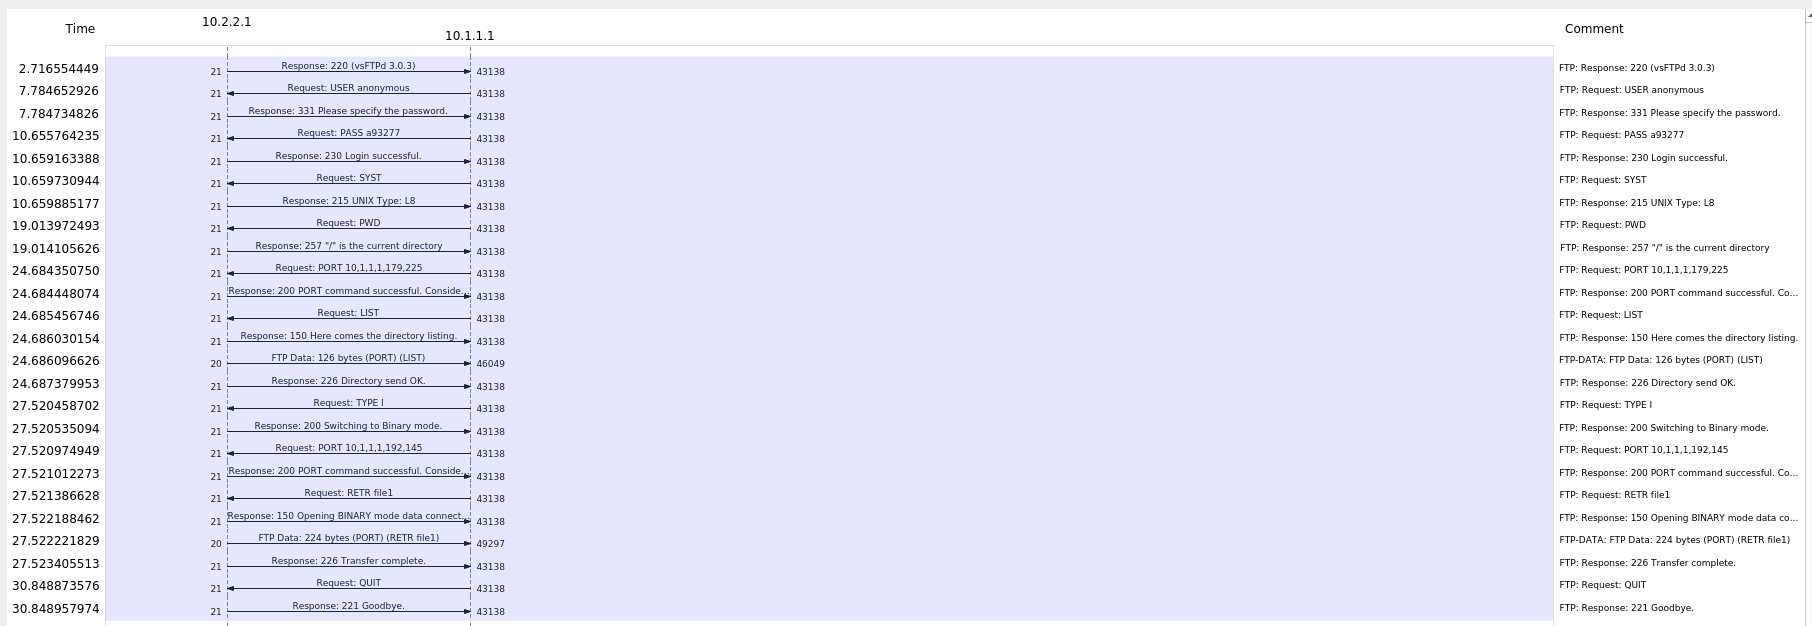 Time 10.2.2.1 10.1.1.1 Comment
2.716554449 21 Response: 220 (vsFTPd 3.0.3) 43138 FTP: Response: 220 (vsFTPd 3.0.3)
7.784652926 21 Request: USER anonymous 43138 FTP: Request: USER anonymous
7.784734826 21 Response: 331 Please specify the password. 43138 FTP: Response: 331 Please specify the password.
10.655764235 21 Request: PASS a93277 43138 FTP: Request: PASS a93277
10.659163388 21 Response: 230 Login successful. 43138 FTP: Response: 230 Login successful.
10.659730944 21 Request: SYST 43138 FTP: Request: SYST
10.659885177 21 Response: 215 UNIX Type: L8 43138 FTP: Response: 215 UNIX Type: L8
19.013972493 21 Request: PWD 43138 FTP: Request: PWD
19.014105626 21 Response: 257 "/" is the current directory 43138 FTP: Response: 257 "/" is the current directory
24.684350750 21 Request: PORT 10,1,1,1,179,225 43138 FTP: Request: PORT 10,1,1,1,179,225
24.684448074 21 Response: 200 PORT command successful. Conside... 43138 FTP: Response: 200 PORT command successful. Co...
24.685456746 21 Request: LIST 43138 FTP: Request: LIST
24.686030154 21 Response: 150 Here comes the directory listing. 43138 FTP: Response: 150 Here comes the directory listing.
24.686096626 20 FTP Data: 126 bytes (PORT) (LIST) 46049 FTP-DATA: FTP Data: 126 bytes (PORT) (LIST)
24.687379953 21 Response: 226 Directory send OK. 43138 FTP: Response: 226 Directory send OK.
27.520458702 21 Request: TYPE I 43138 FTP: Request: TYPE I
27.520535094 21 Response: 200 Switching to Binary mode. 43138 FTP: Response: 200 Switching to Binary mode.
27.520974949 21 Request: PORT 10,1,1,1,192,145 43138 FTP: Request: PORT 10,1,1,1,192,145
27.521012273 21 Response: 200 PORT command successful. Conside... 43138 FTP: Response: 200 PORT command successful. Co...
27.521386628 21 Request: RETR file1 43138 FTP: Request: RETR file1
27.522188462 21 Response: 150 Opening BINARY mode data connect... 43138 FTP: Response: 150 Opening BINARY mode data co...
27.522221829 20 FTP Data: 224 bytes (PORT) (RETR file1) 49297 FTP-DATA: FTP Data: 224 bytes (PORT) (RETR file1)
27.523405513 21 Response: 226 Transfer complete. 43138 FTP: Response: 226 Transfer complete.
30.848873576 21 Request: QUIT 43138 FTP: Request: QUIT
30.848957974 21 Response: 221 Goodbye. 43138 FTP: Response: 221 Goodbye.